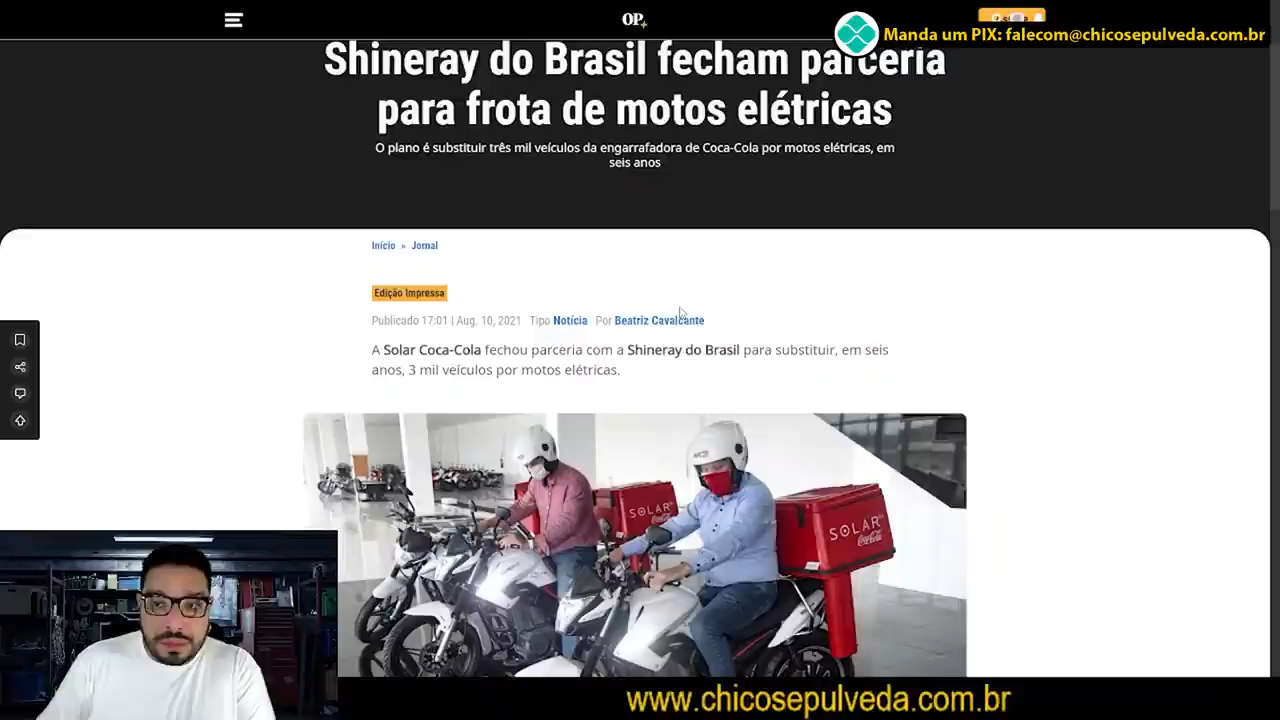 OP+
Manda um PIX: falecom@chicosepulveda.com.br
Shineray do Brasil fecham parceria
para frota de motos elétricas
O plano é substituir três mil veículos da engarrafadora de Coca-Cola por motos elétricas, em
seis anos
Início » Jornal
Edição Impressa
Publicado 17:01 | Aug. 10, 2021 Tipo Notícia Por Beatriz Cavalcante
A Solar Coca-Cola fechou parceria com a Shineray do Brasil para substituir, em seis
anos, 3 mil veículos por motos elétricas.
SOLAR
Coca-Cola
SOLAR
Coca-Cola
www.chicosepulveda.com.br